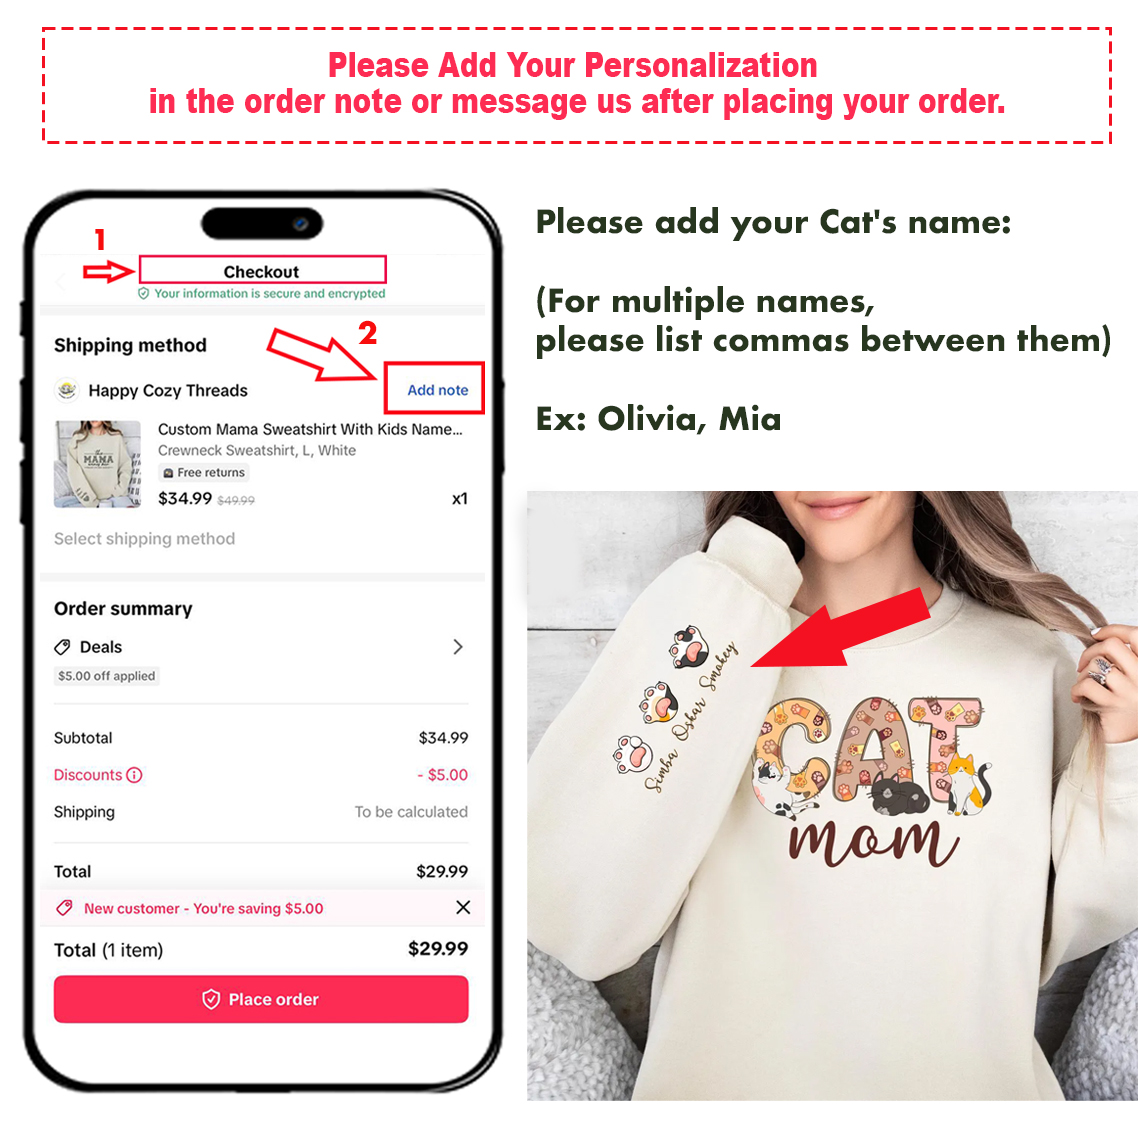 Please Add Your Personalization
in the order note or message us after placing your order.
1
Checkout
Your information is secure and encrypted
2
Shipping method
Happy Cozy Threads
Add note
Custom Mama Sweatshirt With Kids Name...
Crewneck Sweatshirt, L, White
Free returns
$34.99 $49.99
x1
MAMA
Select shipping method
Order summary
Deals
$5.00 off applied
Subtotal
$34.99
Discounts
- $5.00
Shipping
To be calculated
Total
$29.99
New customer - You're saving $5.00
Total (1 item)
$29.99
Place order
Please add your Cat's name:
(For multiple names,
please list commas between them)
Ex: Olivia, Mia
Simba Oskar Smokey
CAT
mom